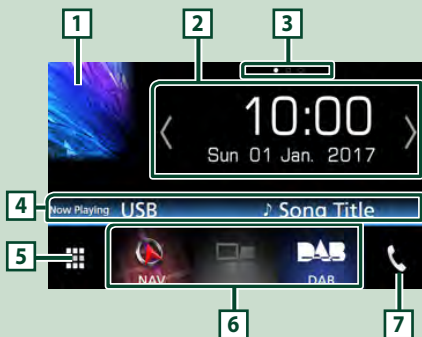 1 2 3
10:00
Sun 01 Jan. 2017
4 Now Playing USB ♪ Song Title
5 DAB
NAV DAB
6 7